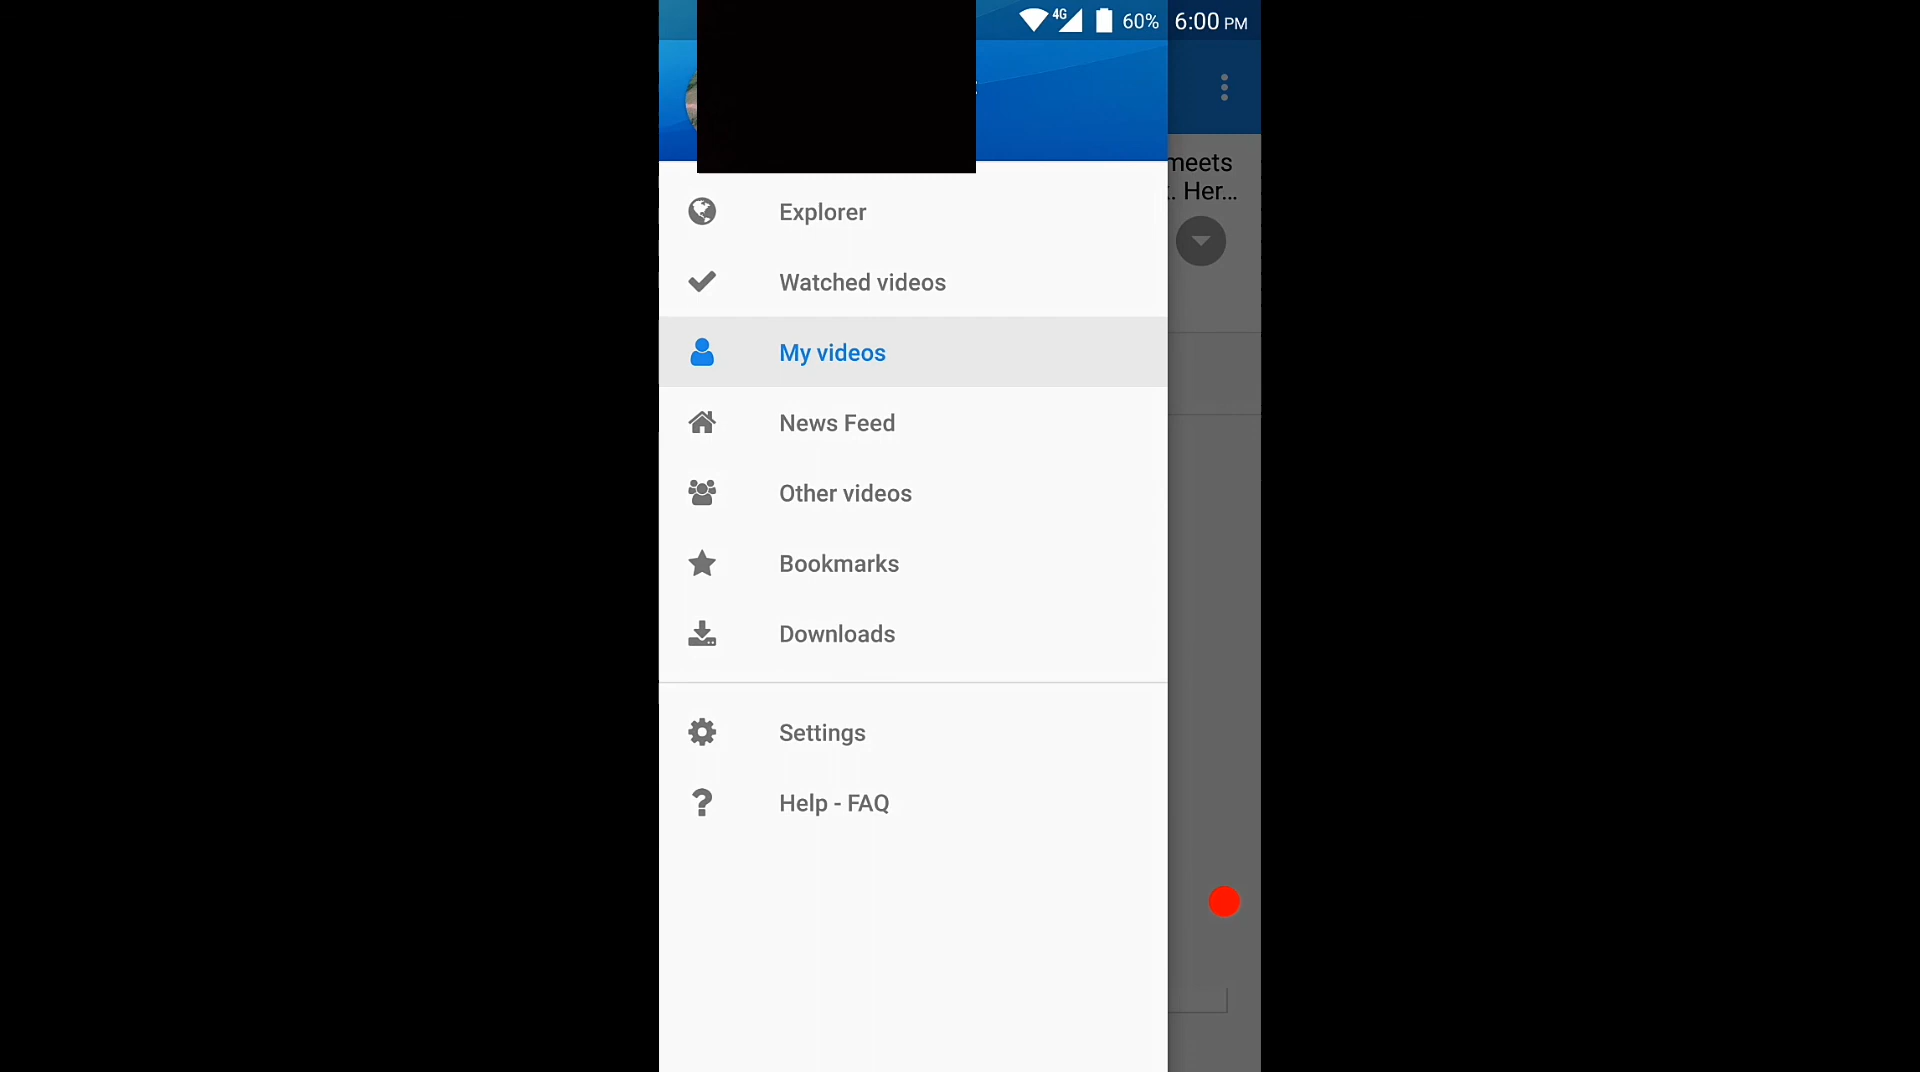 4G 60% 6:00 PM
meets
. Her...
Explorer
Watched videos
My videos
News Feed
Other videos
Bookmarks
Downloads
Settings
Help - FAQ